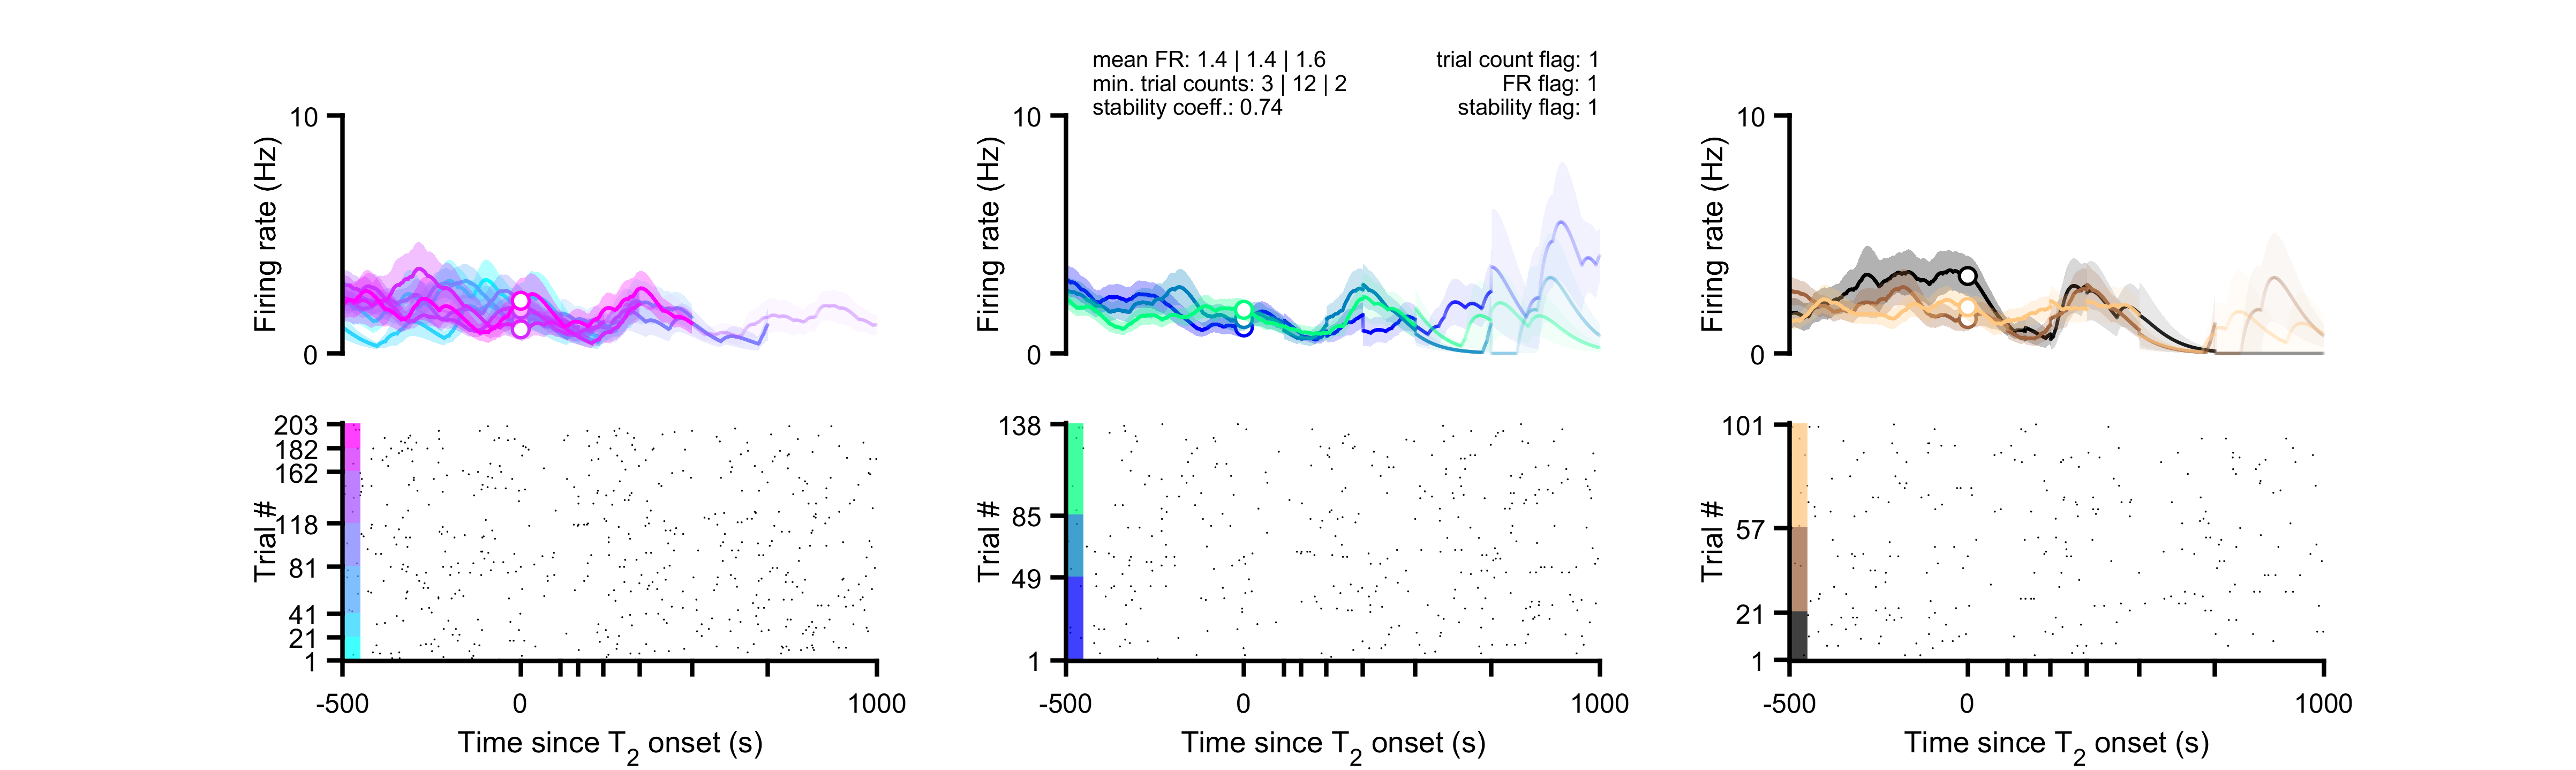 mean FR: 1.4 | 1.4 | 1.6
min. trial counts: 3 | 12 | 2
stability coeff.: 0.74
trial count flag: 1
FR flag: 1
stability flag: 1
10
Firing rate (Hz)
0
10
Firing rate (Hz)
0
10
Firing rate (Hz)
0
203
182
162
118
81
41
21
1
Trial #
-500
0
1000
Time since T2 onset (s)
138
85
49
1
Trial #
-500
0
1000
Time since T2 onset (s)
101
57
21
1
Trial #
-500
0
1000
Time since T2 onset (s)